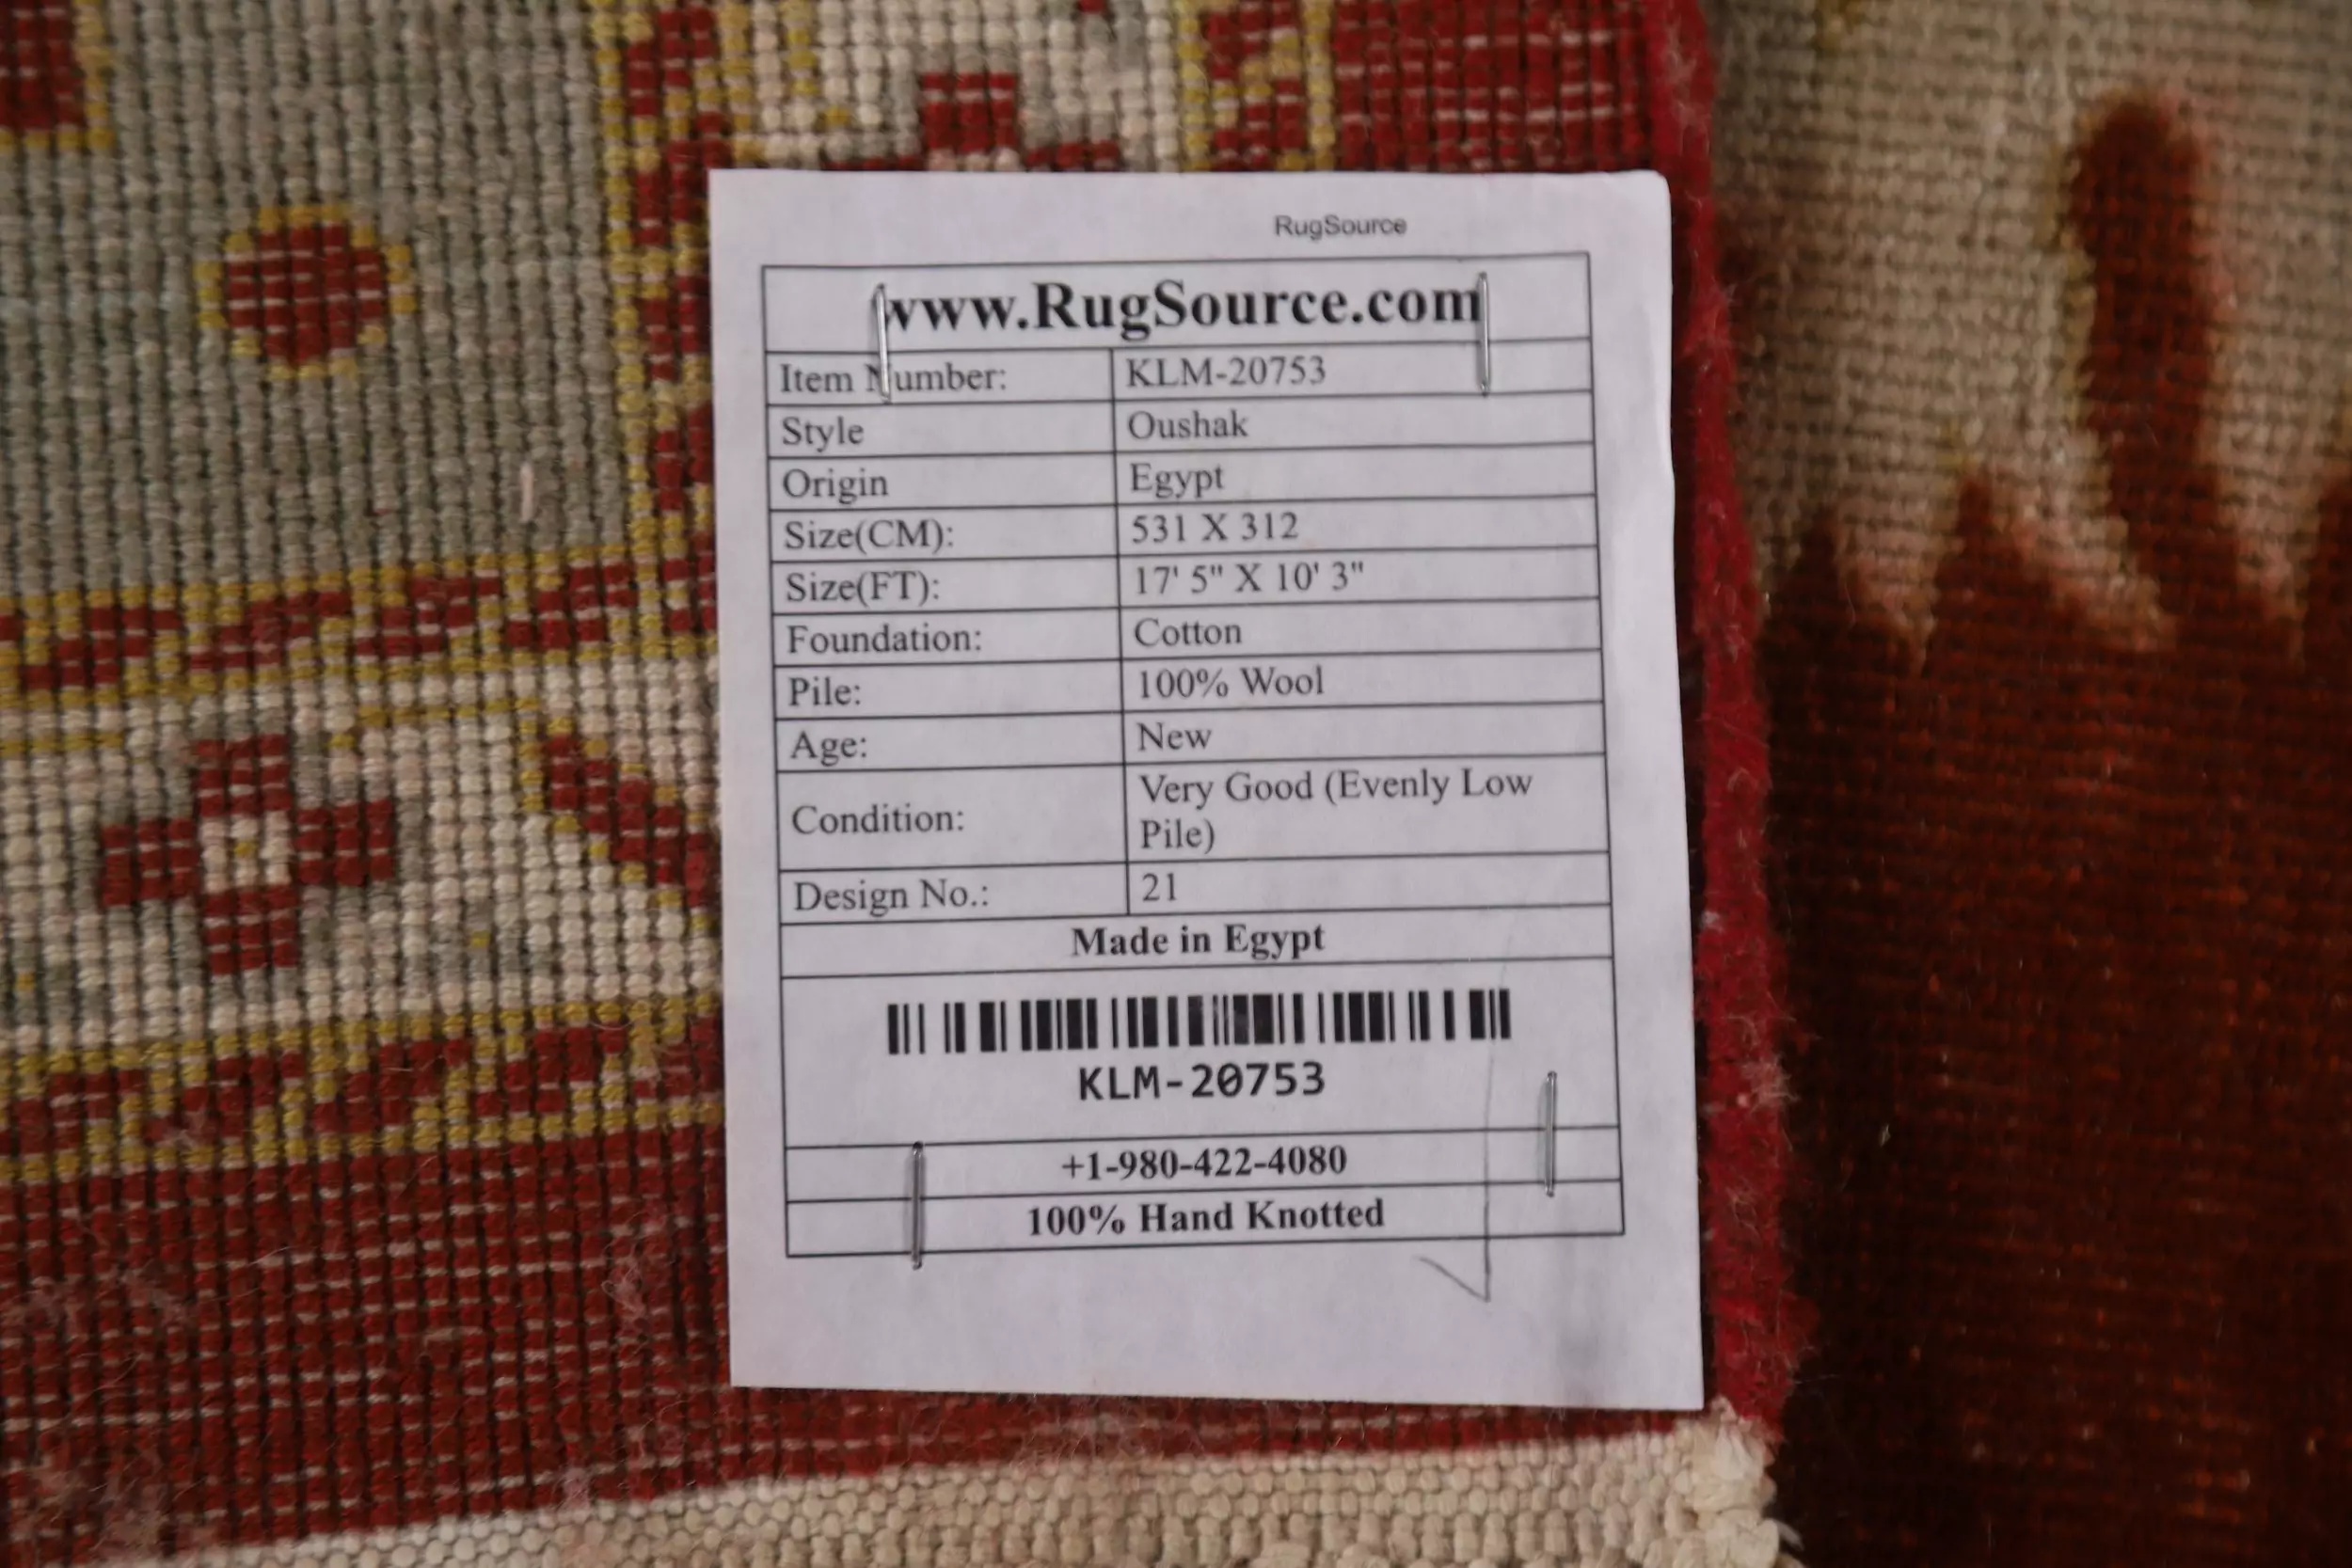 RugSource
www.RugSource.com
Item Number: KLM-20753
Style Oushak
Origin Egypt
Size(CM): 531 X 312
Size(FT): 17' 5" X 10' 3"
Foundation: Cotton
Pile: 100% Wool
Age: New
Condition: Very Good (Evenly Low
Pile)
Design No.: 21
Made in Egypt
KLM-20753
+1-980-422-4080
100% Hand Knotted